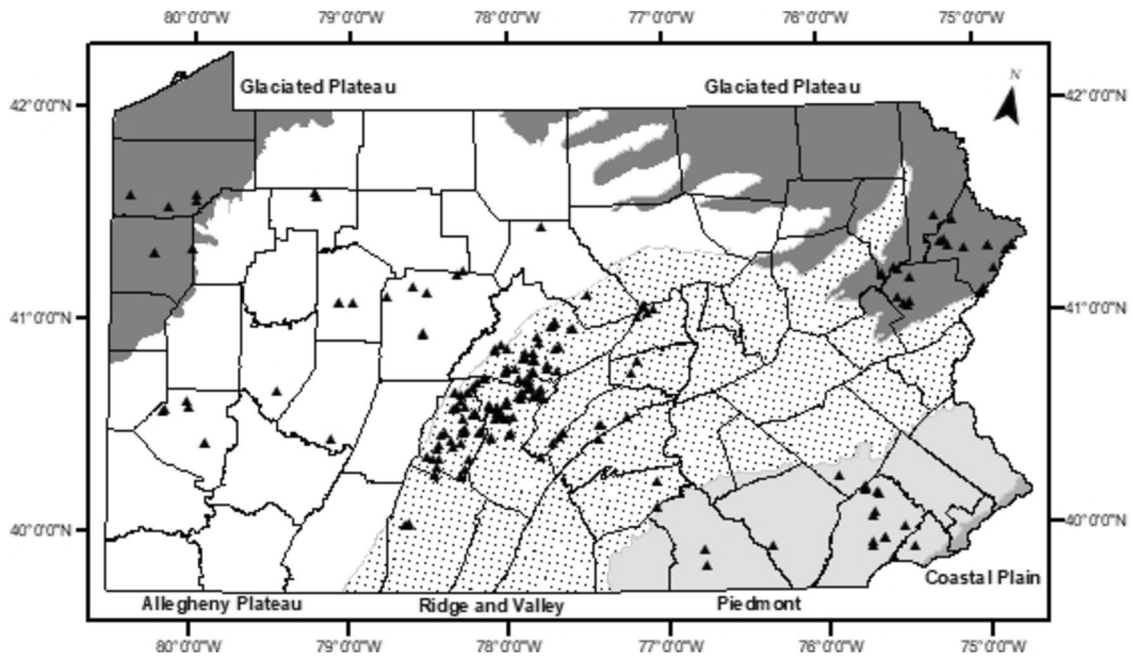 80°0'0"W 79°0'0"W 78°0'0"W 77°0'0"W 76°0'0"W 75°0'0"W
Glaciated Plateau Glaciated Plateau
N
42°0'0"N 42°0'0"N
41°0'0"N 41°0'0"N
40°0'0"N 40°0'0"N
Coastal Plain
Allegheny Plateau Ridge and Valley Piedmont
80°0'0"W 79°0'0"W 78°0'0"W 77°0'0"W 76°0'0"W 75°0'0"W